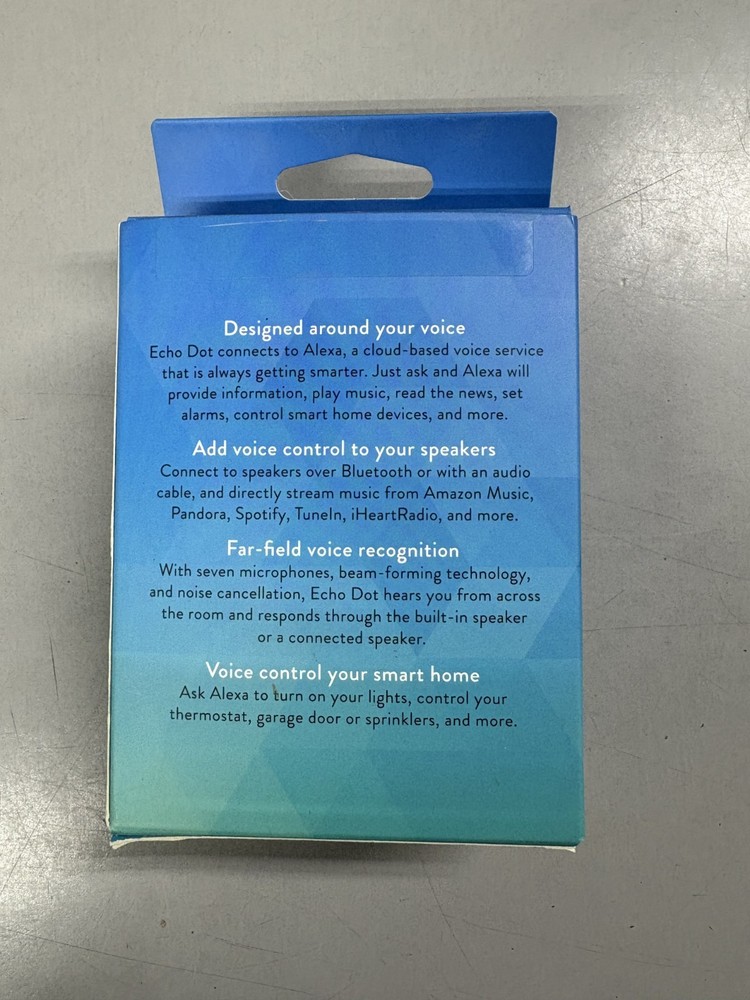 Designed around your voice
Echo Dot connects to Alexa, a cloud-based voice service
that is always getting smarter. Just ask and Alexa will
provide information, play music, read the news, set
alarms, control smart home devices, and more.
Add voice control to your speakers
Connect to speakers over Bluetooth or with an audio
cable, and directly stream music from Amazon Music,
Pandora, Spotify, TuneIn, iHeartRadio, and more.
Far-field voice recognition
With seven microphones, beam-forming technology,
and noise cancellation, Echo Dot hears you from across
the room and responds through the built-in speaker
or a connected speaker.
Voice control your smart home
Ask Alexa to turn on your lights, control your
thermostat, garage door or sprinklers, and more.